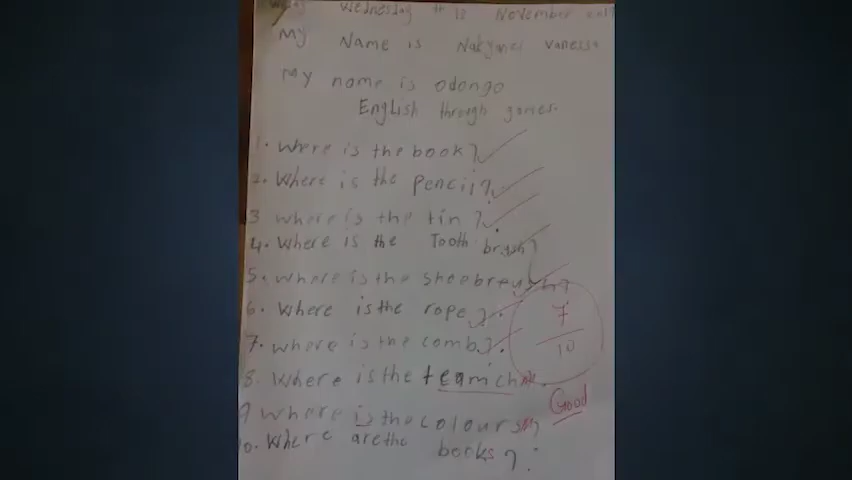 Wednesday 10 November
My Name is Nakyanzi Vanessa
My name is odongo
English through games.
1. Where is the book?
2. Where is the pencil?
3 where is the tin?
4. Where is the Tooth brush?
5. Where is the sheebreush?
6. Where is the rope?
7. where is the comb?.
8. Where is the teamich
9 where is the colours?
10. Where are the books?
7
10
Good